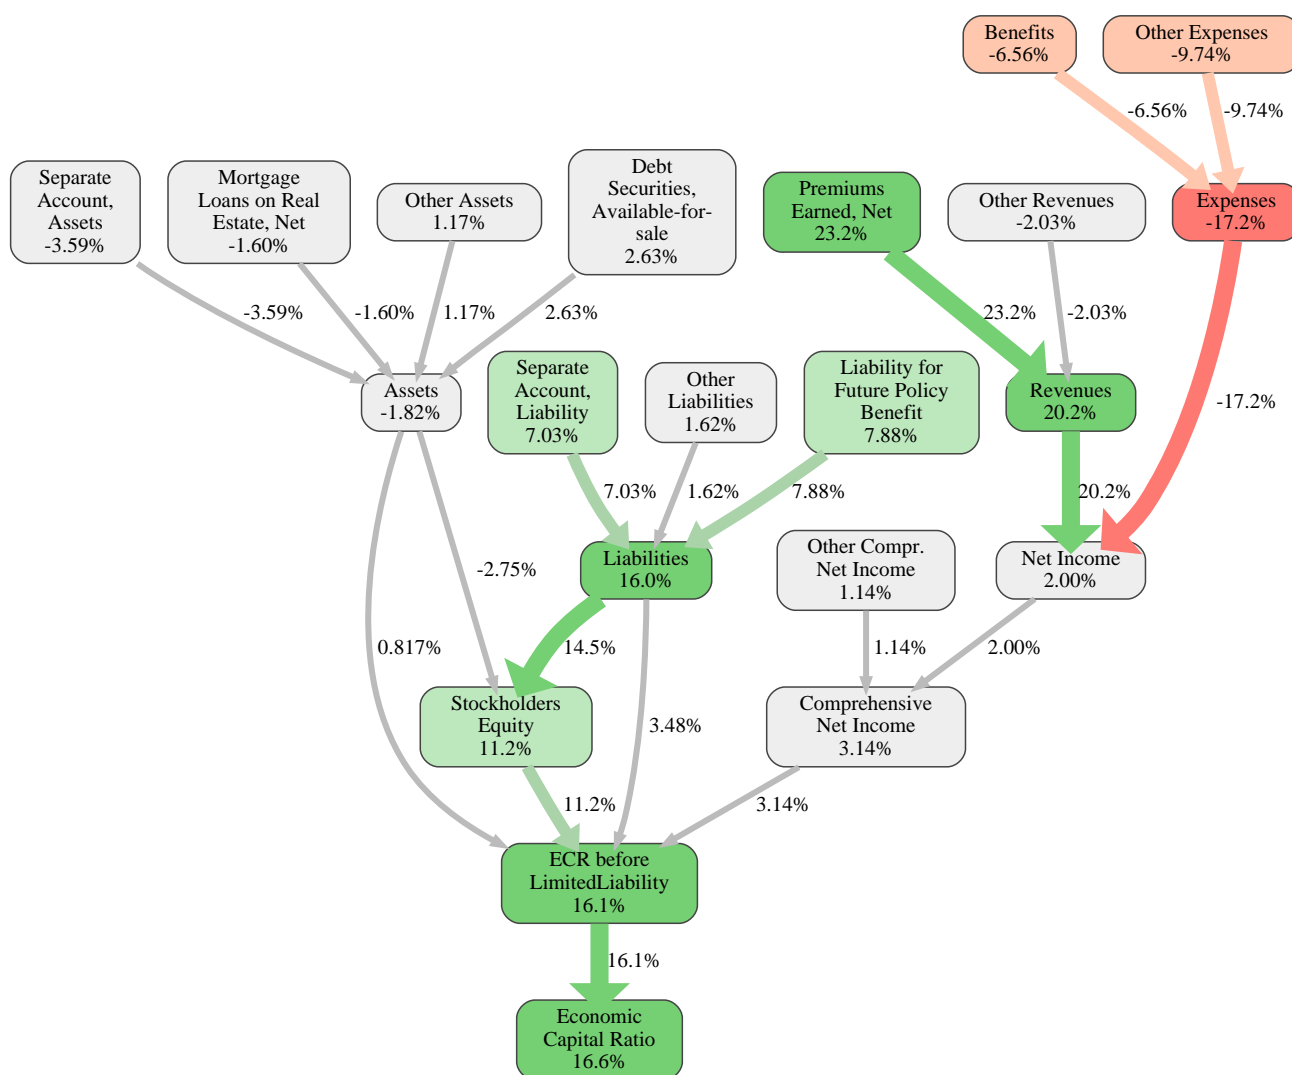 Benefits
-6.56%
Other Expenses
-9.74%
-6.56%
-9.74%
Separate
Account,
Assets
-3.59%
Mortgage
Loans on Real
Estate, Net
-1.60%
Other Assets
1.17%
Debt
Securities,
Available-for-
sale
2.63%
Premiums
Earned, Net
23.2%
Other Revenues
-2.03%
Expenses
-17.2%
-3.59%
-1.60%
1.17%
2.63%
23.2%
-2.03%
Assets
-1.82%
Separate
Account,
Liability
7.03%
Other
Liabilities
1.62%
Liability for
Future Policy
Benefit
7.88%
Revenues
20.2%
-17.2%
7.03%
1.62%
7.88%
20.2%
-2.75%
Liabilities
16.0%
Other Compr.
Net Income
1.14%
Net Income
2.00%
0.817%
14.5%
1.14%
2.00%
Stockholders
Equity
11.2%
3.48%
Comprehensive
Net Income
3.14%
11.2%
3.14%
ECR before
LimitedLiability
16.1%
16.1%
Economic
Capital Ratio
16.6%